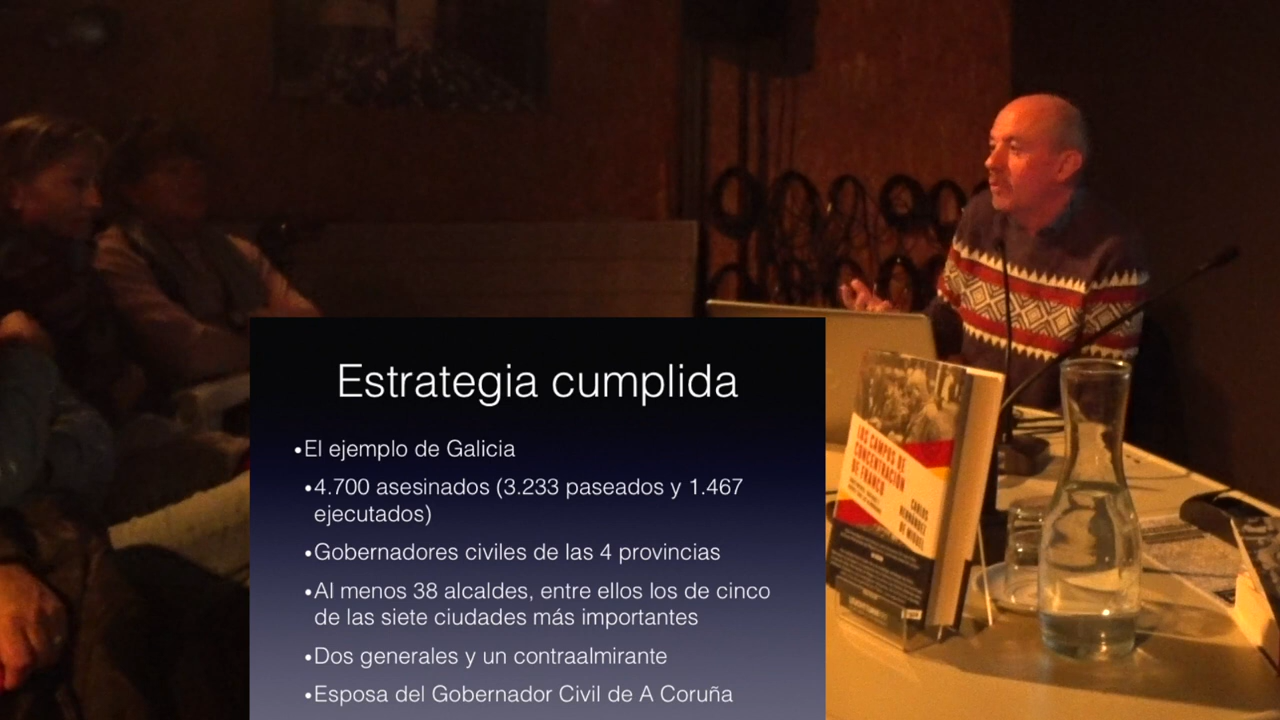 Estrategia cumplida
•El ejemplo de Galicia
•4.700 asesinados (3.233 paseados y 1.467
ejecutados)
•Gobernadores civiles de las 4 provincias
•Al menos 38 alcaldes, entre ellos los de cinco
de las siete ciudades más importantes
•Dos generales y un contraalmirante
•Esposa del Gobernador Civil de A Coruña
LOS CAMPOS DE
CONCENTRACIÓN
DE FRANCO
CARLOS
HERNÁNDEZ
DE MIGUEL